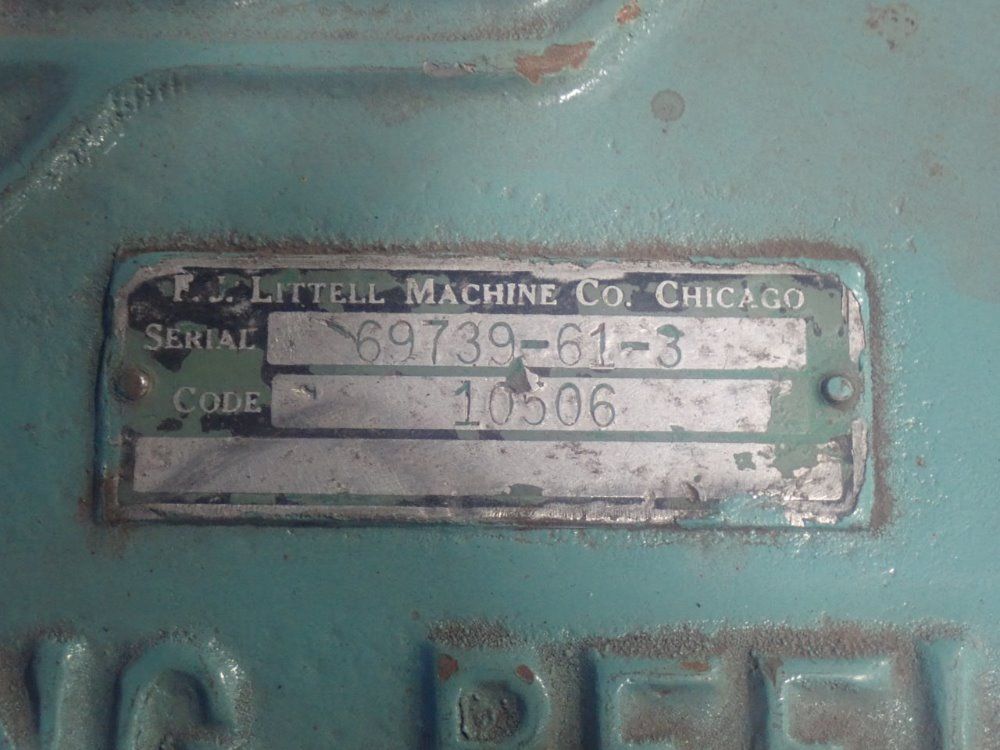 F. J. LITTELL MACHINE CO. CHICAGO
SERIAL 69739-61-3
CODE 10506